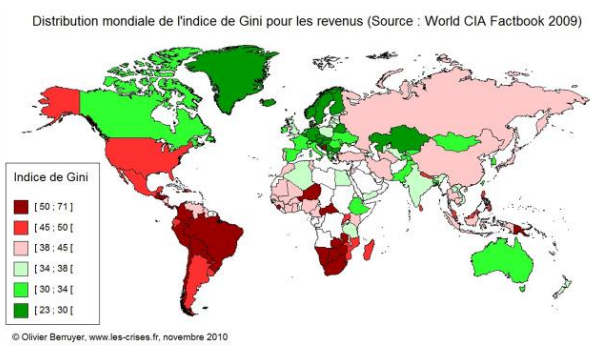 Distribution mondiale de l'indice de Gini pour les revenus (Source : World CIA Factbook 2009)
Indice de Gini
[ 50 ; 71 ]
[ 45 ; 50 [
[ 38 ; 45 [
[ 34 ; 38 [
[ 30 ; 34 [
[ 23 ; 30 [
© Olivier Berruyer, www.les-crises.fr, novembre 2010